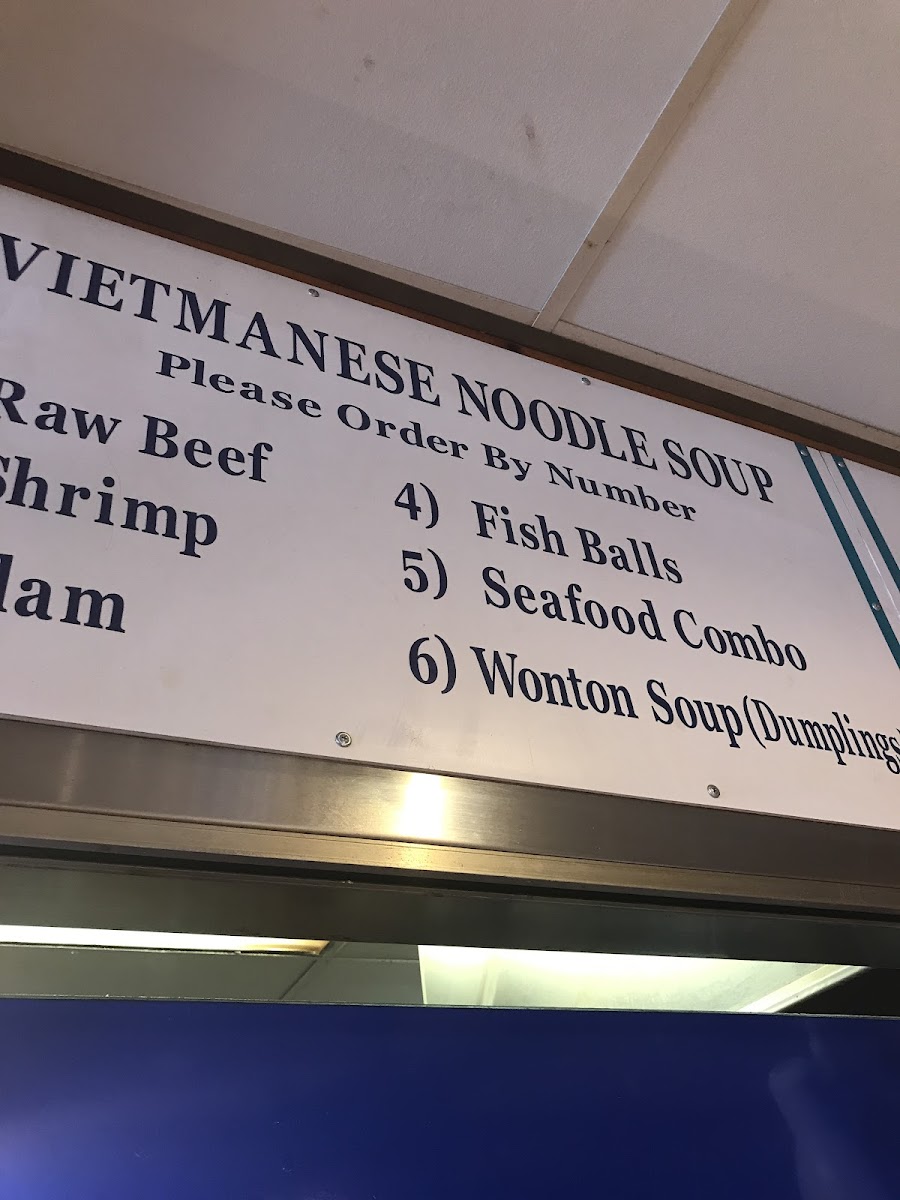 VIETMANESE NOODLE SOUP
Please Order By Number
Raw Beef
Shrimp
4) Fish Balls
5) Seafood Combo
6) Wonton Soup(Dumplings)